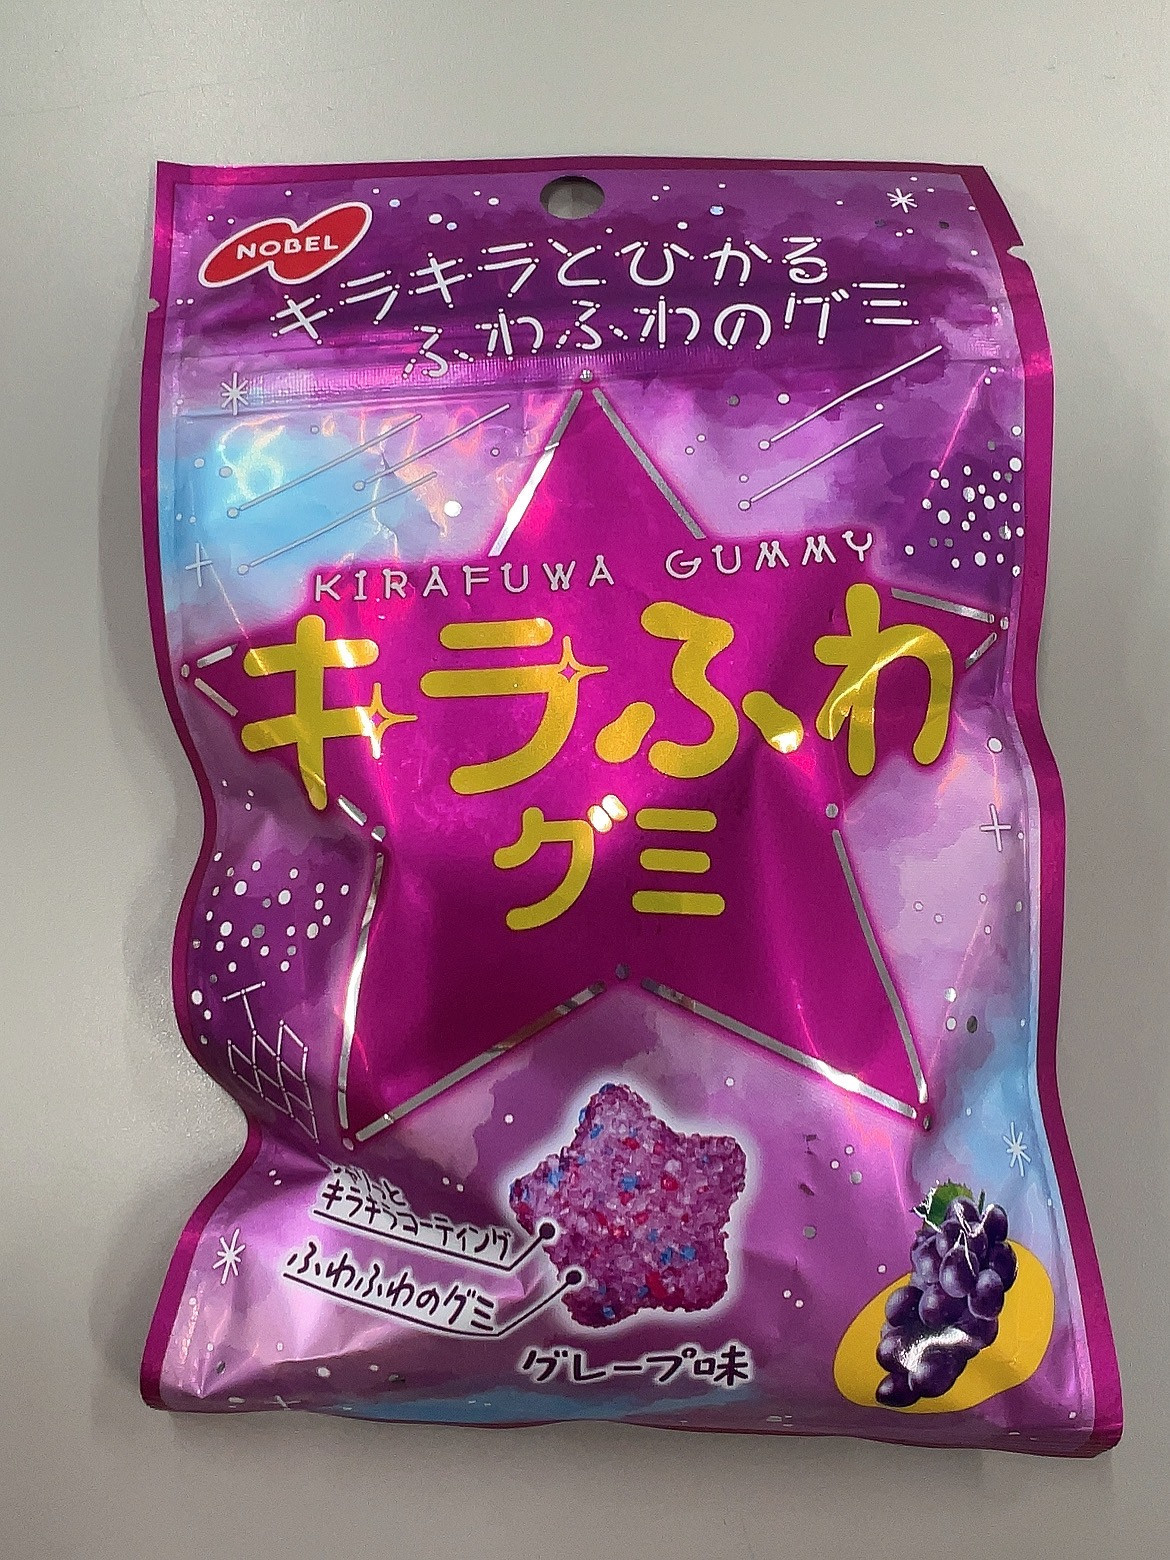 NOBEL
キラキラとひかる
ふわふわのグミ
KIRAFUWA GUMMY
キラふわ
グミ
キラキラコーティング
ふわふわのグミ
グレープ味